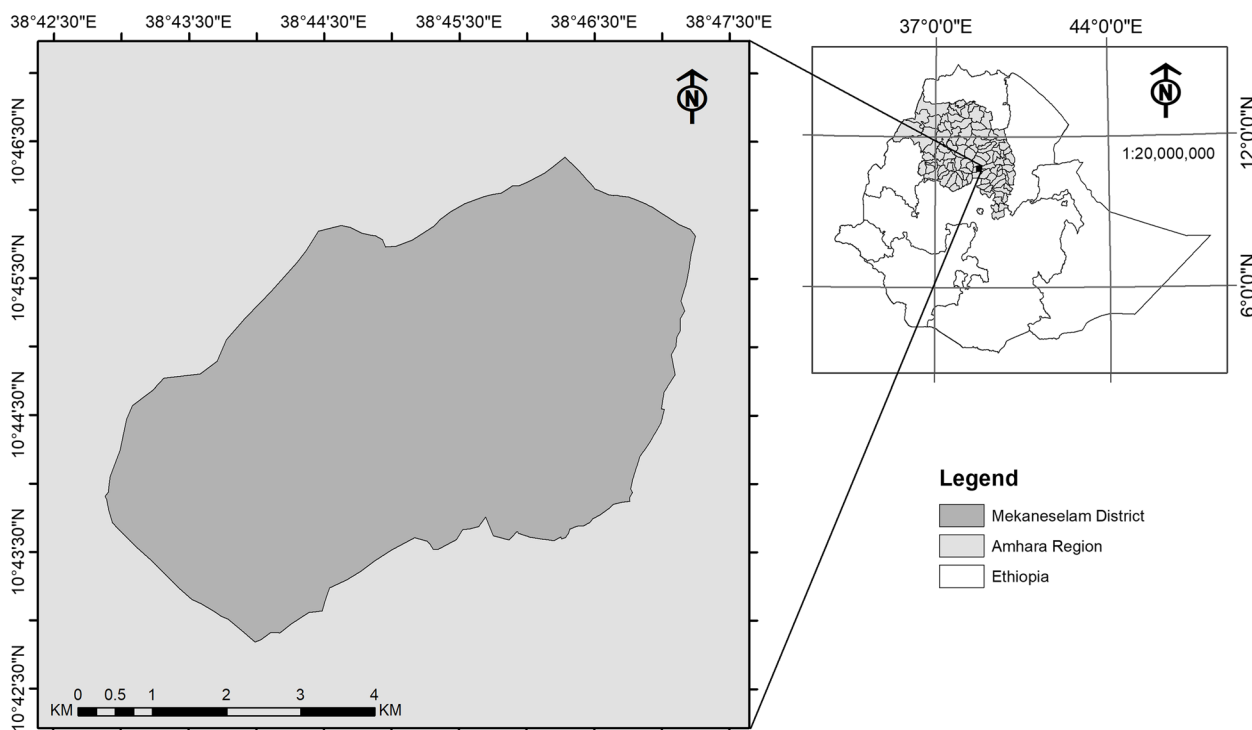 38°42'30"E 38°43'30"E 38°44'30"E 38°45'30"E 38°46'30"E 38°47'30"E
10°46'30"N
10°45'30"N
10°44'30"N
10°43'30"N
10°42'30"N
N
0 0.5 1 2 3 4
KM KM
37°0'0"E 44°0'0"E
N
12°0'0"N
1:20,000,000
6°0'0"N
Legend
Mekaneselam District
Amhara Region
Ethiopia